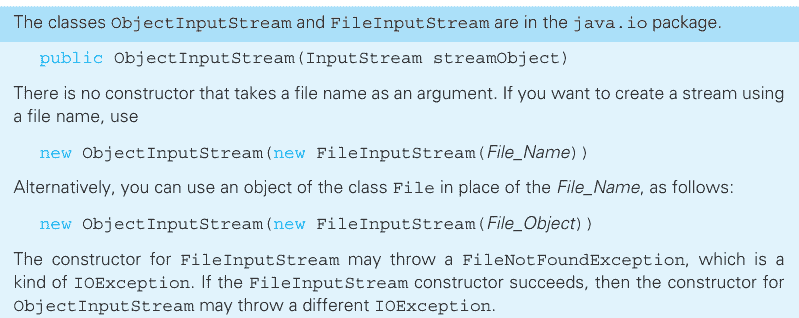 The classes ObjectInputStream and FileInputStream are in the java.io package.
public ObjectInputStream(InputStream streamObject)
There is no constructor that takes a file name as an argument. If you want to create a stream using
a file name, use
new ObjectInputStream(new FileInputStream(File_Name))
Alternatively, you can use an object of the class File in place of the File_Name, as follows:
new ObjectInputStream(new FileInputStream(File_Object))
The constructor for FileInputStream may throw a FileNotFoundException, which is a
kind of IOException. If the FileInputStream constructor succeeds, then the constructor for
ObjectInputStream may throw a different IOException.